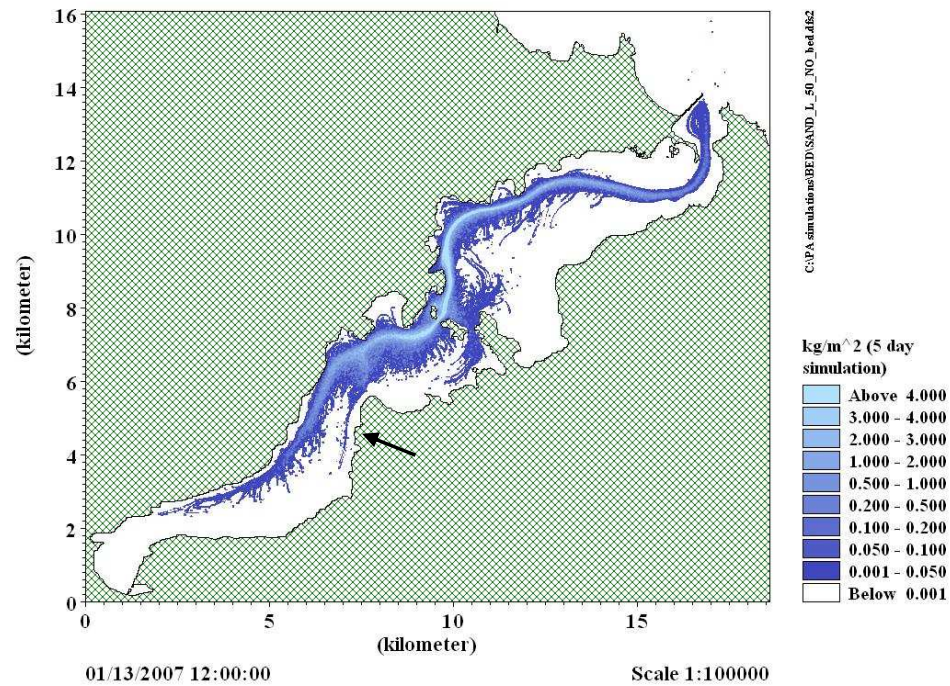 16
14
12
10
8
6
4
2
0
(kilometer)
0 5 10 15
(kilometer)
01/13/2007 12:00:00 Scale 1:100000
C:\PA simulations\BED\SAND_L_50_NO_bed.dfs2
kg/m^2 (5 day
simulation)
Above 4.000
3.000 - 4.000
2.000 - 3.000
1.000 - 2.000
0.500 - 1.000
0.200 - 0.500
0.100 - 0.200
0.050 - 0.100
0.001 - 0.050
Below 0.001